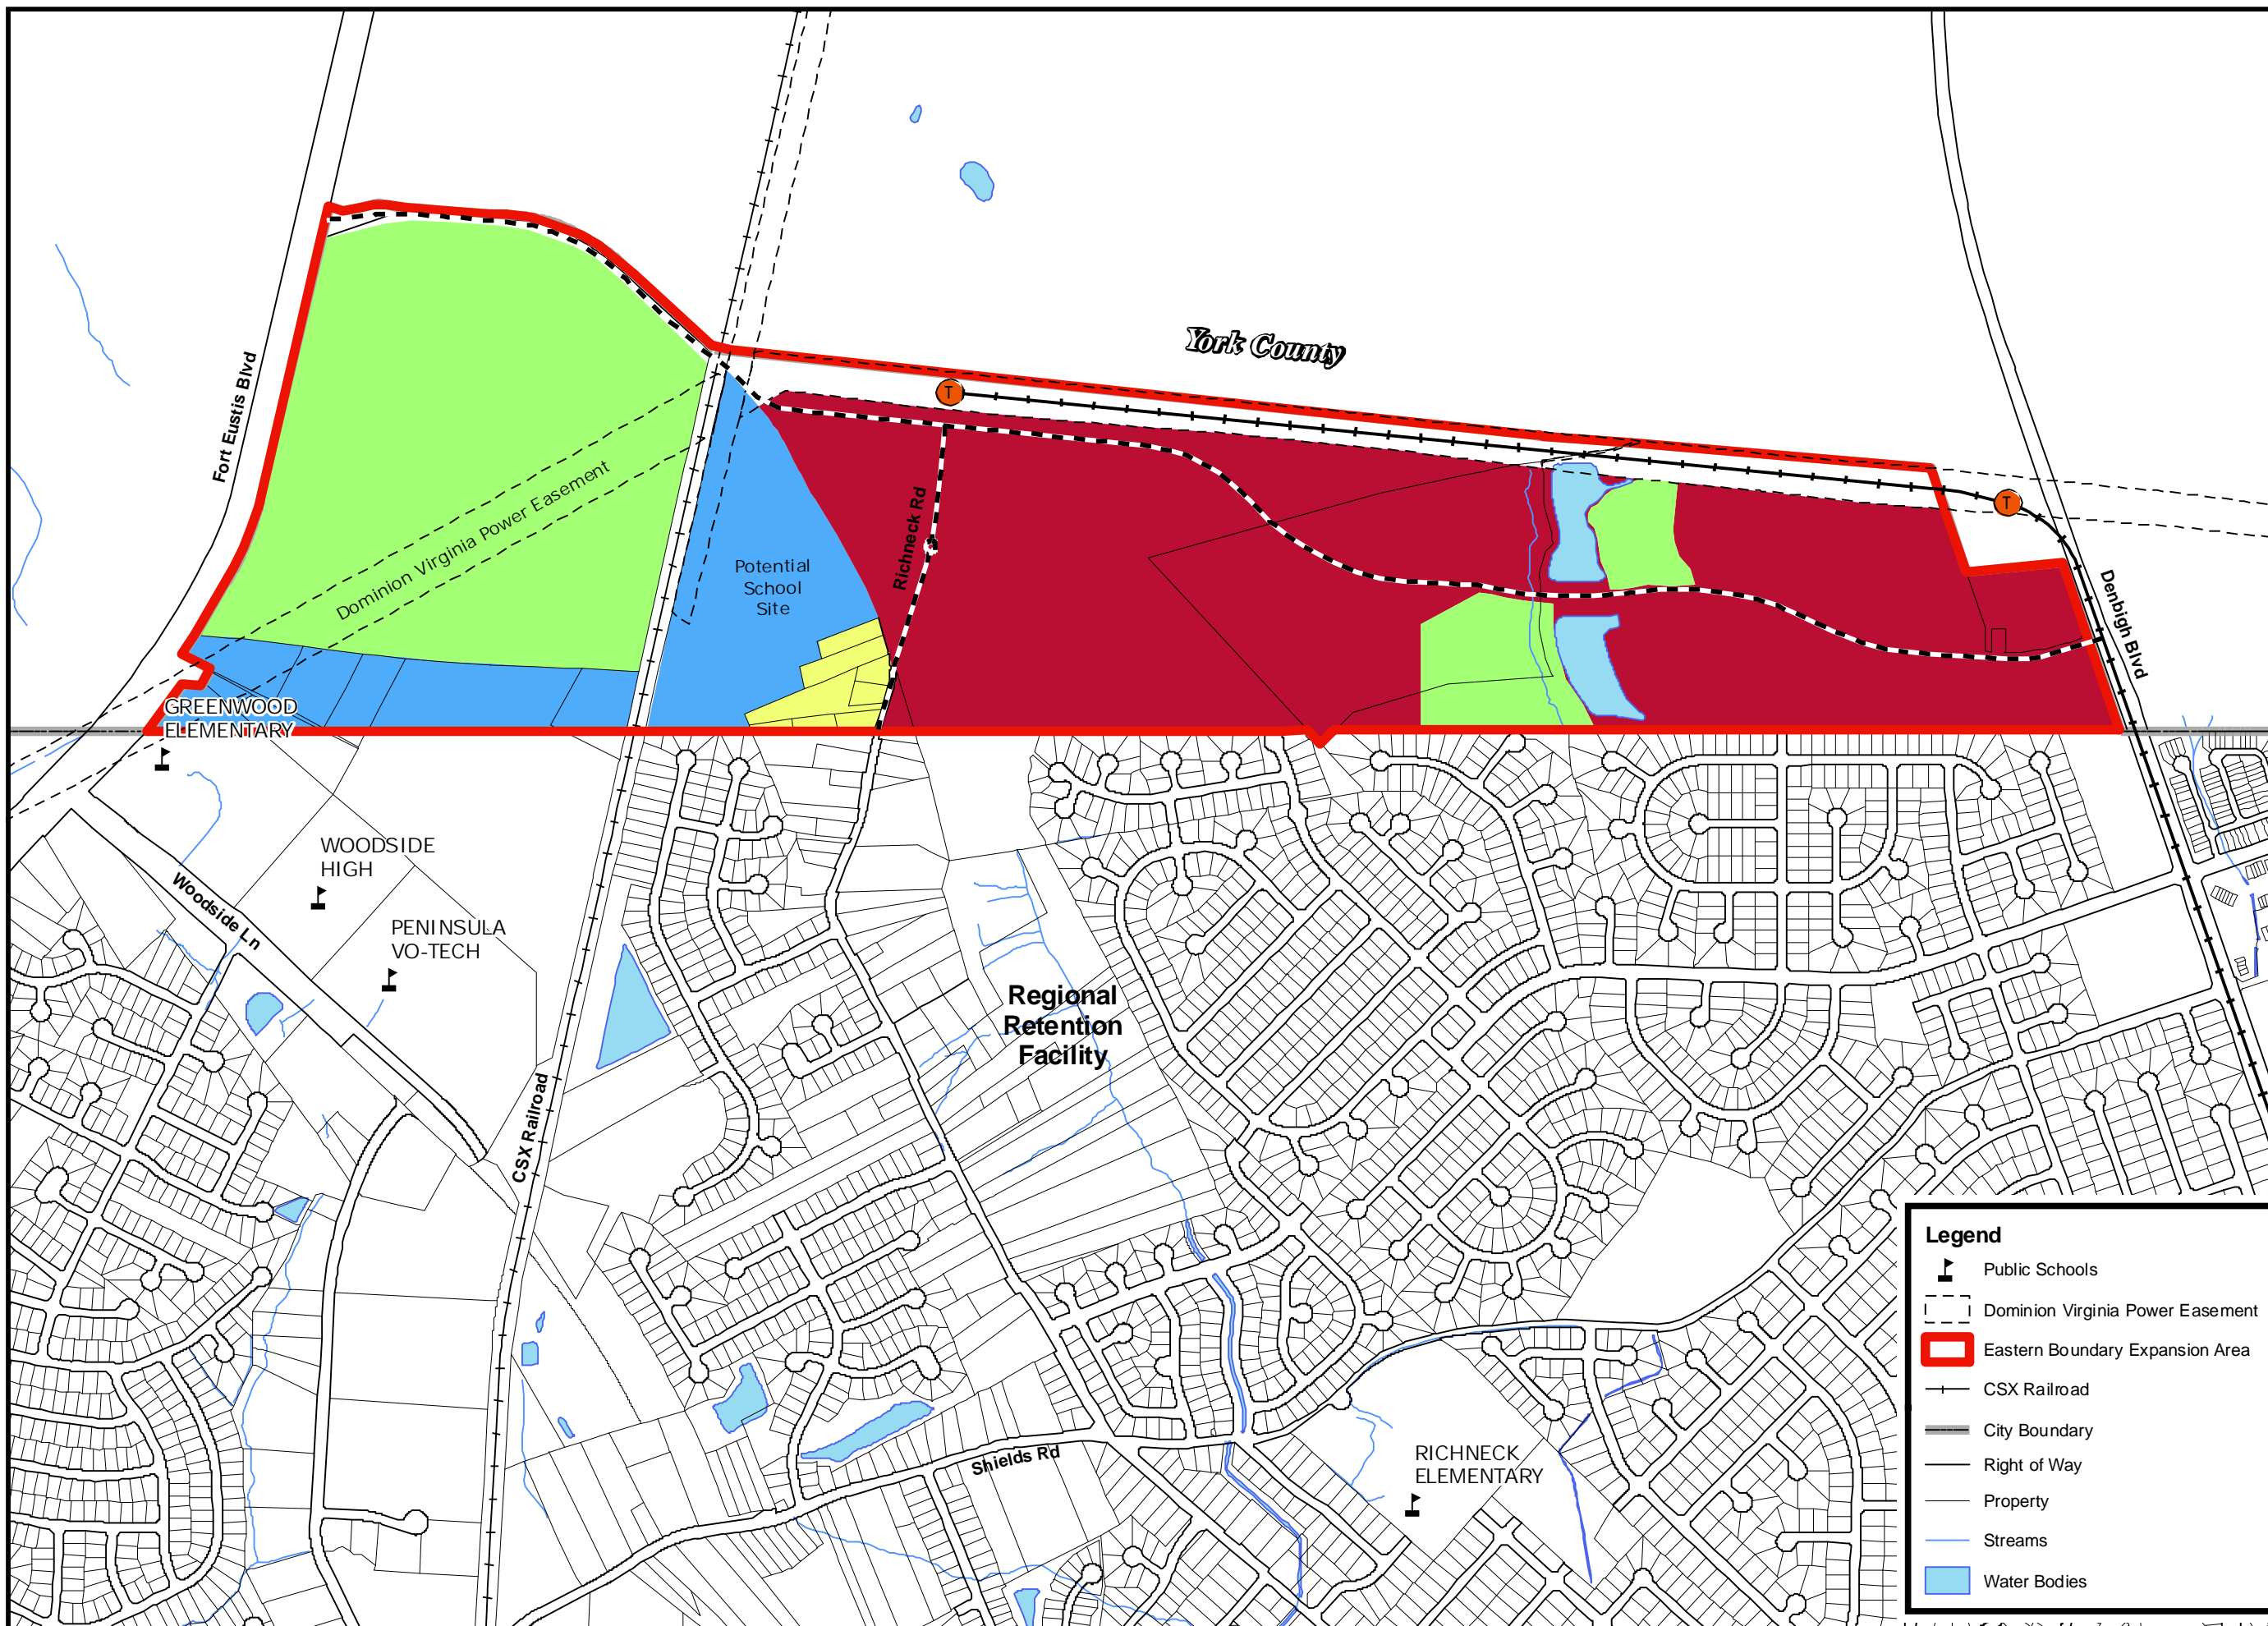 York County
Fort Eustis Blvd
T
Dominion Virginia Power Easement
Richneck Rd
T
Potential
School
Site
Denbigh Blvd
GREENWOOD
ELEMENTARY
WOODSIDE
HIGH
Woodside Ln
PENINSULA
VO-TECH
Regional
Retention
Facility
CSX Railroad
Shields Rd
RICHNECK
ELEMENTARY
Legend
Public Schools
Dominion Virginia Power Easement
Eastern Boundary Expansion Area
CSX Railroad
City Boundary
Right of Way
Property
Streams
Water Bodies